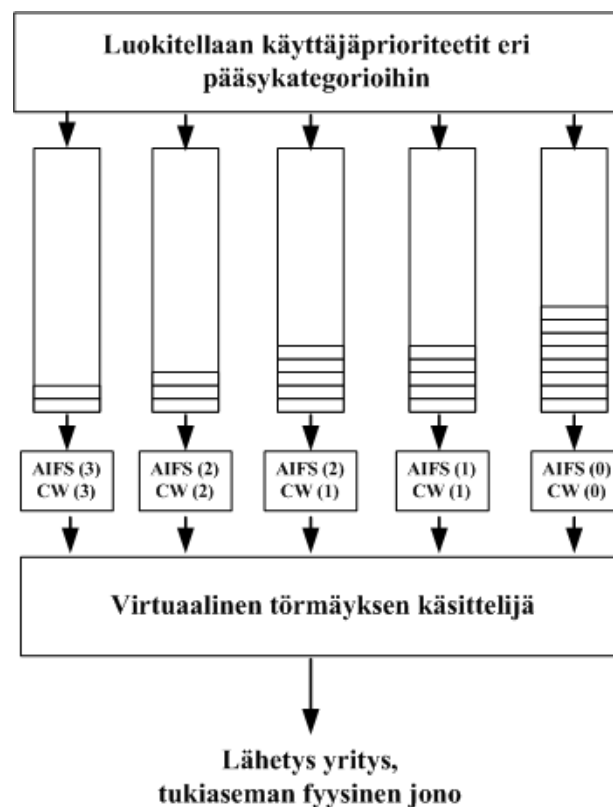 Luokitellaan käyttäjäprioriteetit eri
pääsykategorioihin
AIFS (3)
CW (3)
AIFS (2)
CW (2)
AIFS (2)
CW (1)
AIFS (1)
CW (1)
AIFS (0)
CW (0)
Virtuaalinen törmäyksen käsittelijä
Lähetys yritys,
tukiaseman fyysinen jono